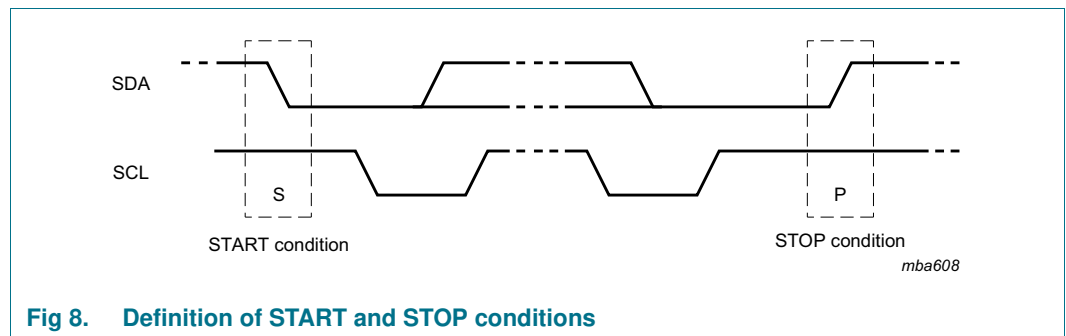 SDA
SCL
S
P
START condition
STOP condition
mba608
Fig 8. Definition of START and STOP conditions